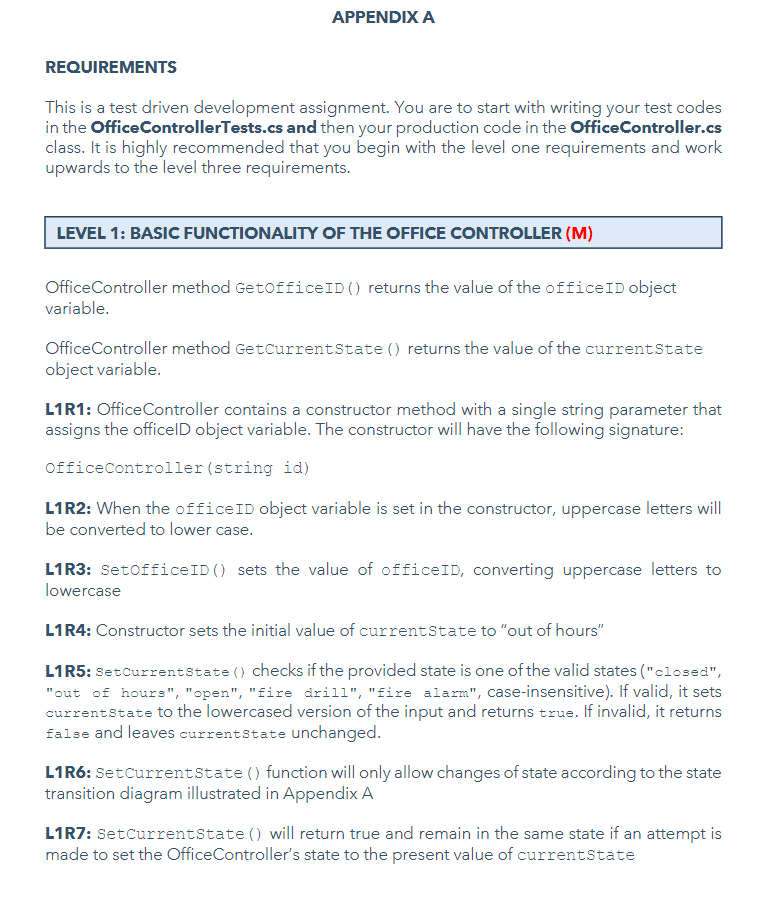 APPENDIX A
REQUIREMENTS
This is a test driven development assignment. You are to start with writing your test codes
in the OfficeControllerTests.cs and then your production code in the OfficeController.cs
class. It is highly recommended that you begin with the level one requirements and work
upwards to the level three requirements.
LEVEL 1: BASIC FUNCTIONALITY OF THE OFFICE CONTROLLER (M)
OfficeController method GetOfficeID() returns the value of the officeID object
variable.
OfficeController method GetCurrentState() returns the value of the currentState
object variable.
L1R1: OfficeController contains a constructor method with a single string parameter that
assigns the officeID object variable. The constructor will have the following signature:
OfficeController(string id)
L1R2: When the officeID object variable is set in the constructor, uppercase letters will
be converted to lower case.
L1R3: SetOfficeID() sets the value of officeID, converting uppercase letters to
lowercase
L1R4: Constructor sets the initial value of currentState to “out of hours”
L1R5: SetCurrentState() checks if the provided state is one of the valid states ("closed",
"out of hours", "open", "fire drill", "fire alarm", case-insensitive). If valid, it sets
currentState to the lowercased version of the input and returns true. If invalid, it returns
false and leaves currentState unchanged.
L1R6: SetCurrentState() function will only allow changes of state according to the state
transition diagram illustrated in Appendix A
L1R7: SetCurrentState() will return true and remain in the same state if an attempt is
made to set the OfficeController’s state to the present value of currentState